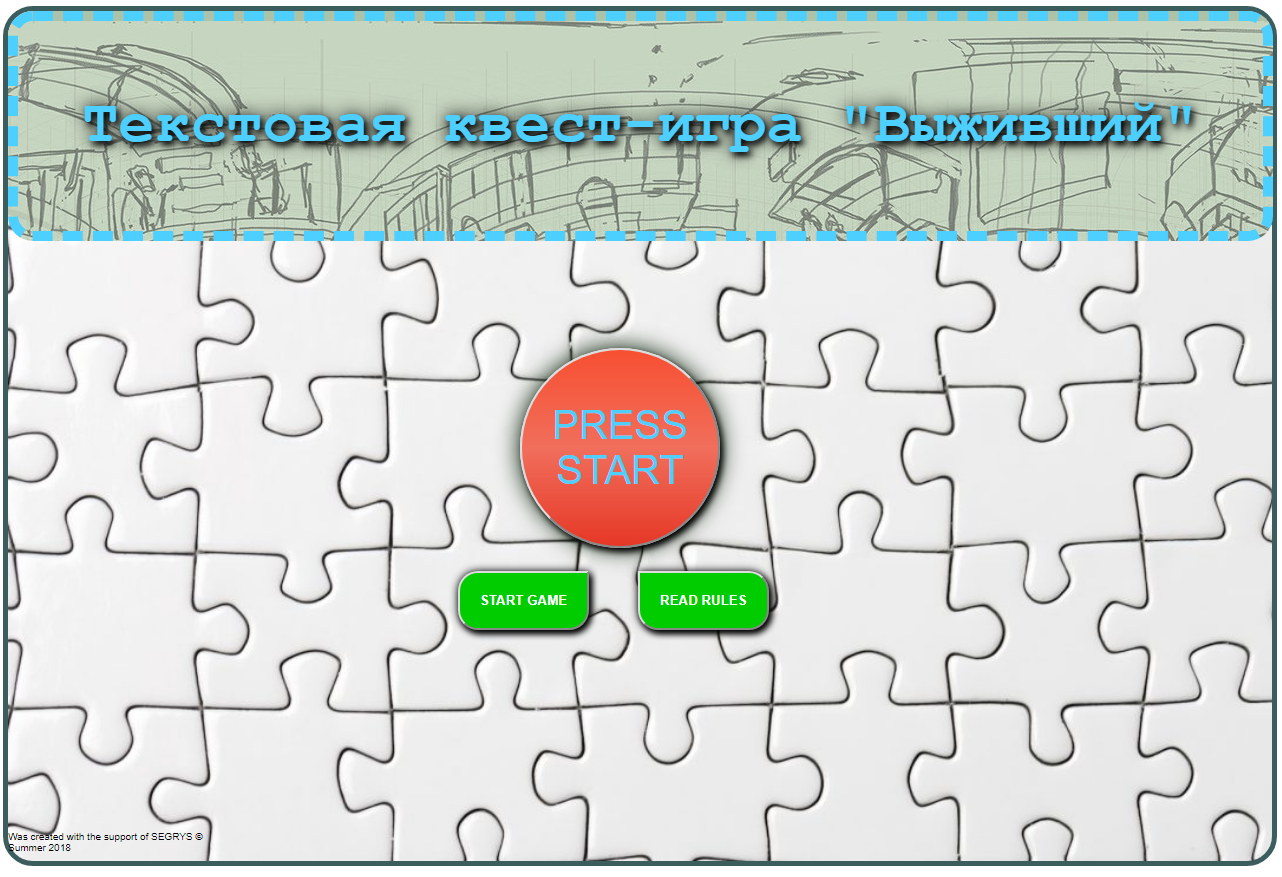 Текстовая квест-игра "Выживший"
PRESS
START
START GAME
READ RULES
Was created with the support of SEGRYS ©
Summer 2018